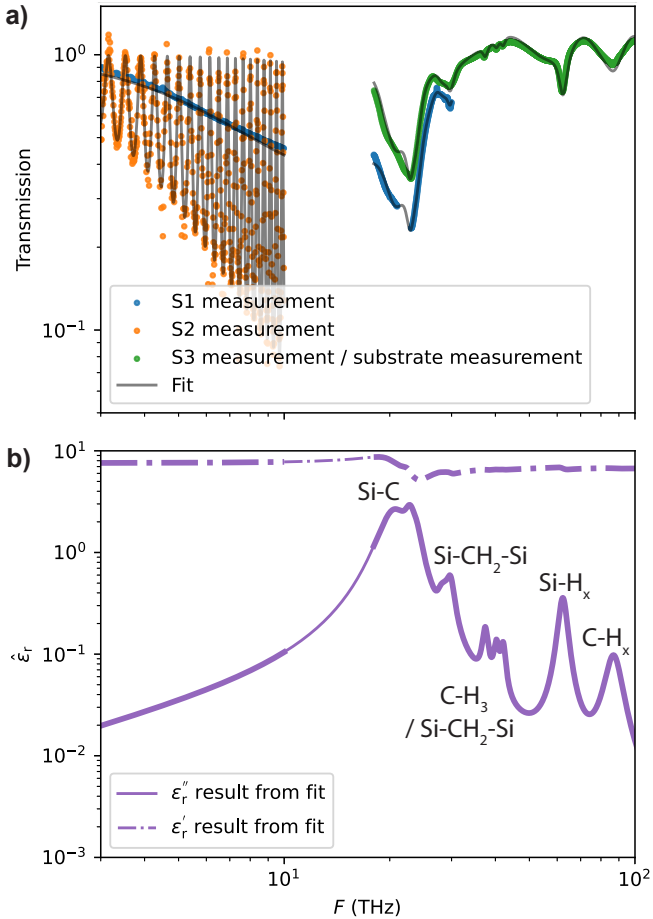 a)
10⁰
10⁻¹
Transmission
S1 measurement
S2 measurement
S3 measurement / substrate measurement
Fit
b)
10¹
10⁰
10⁻¹
10⁻²
10⁻³
ε̂ᵣ
Si-C
Si-CH₂-Si
Si-Hₓ
C-Hₓ
C-H₃
/ Si-CH₂-Si
εᵣ″ result from fit
εᵣ′ result from fit
10¹
10²
F (THz)